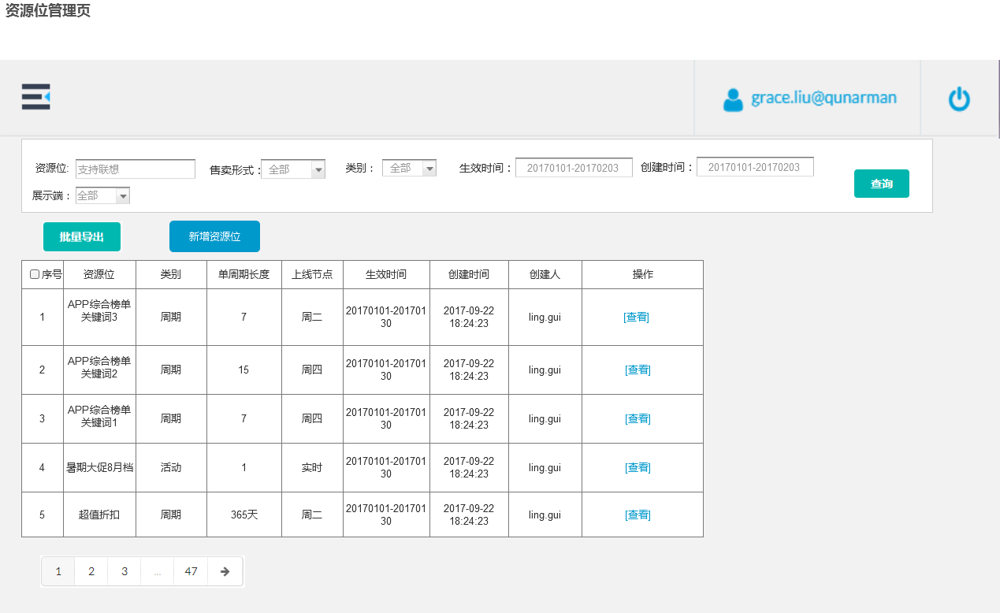 资源位管理页
grace.liu@qunarman
资源位: 支持联想 售卖形式： 全部 类别： 全部 生效时间： 20170101-20170203 创建时间： 20170101-20170203
展示端： 全部
查询
批量导出 新增资源位
序号 资源位 类别 单周期长度 上线节点 生效时间 创建时间 创建人 操作
1 APP综合榜单关键词3 周期 7 周二 20170101-20170130 2017-09-22 18:24:23 ling.gui [查看]
2 APP综合榜单关键词2 周期 15 周四 20170101-20170130 2017-09-22 18:24:23 ling.gui [查看]
3 APP综合榜单关键词1 周期 7 周四 20170101-20170130 2017-09-22 18:24:23 ling.gui [查看]
4 暑期大促8月档 活动 1 实时 20170101-20170130 2017-09-22 18:24:23 ling.gui [查看]
5 超值折扣 周期 365天 周二 20170101-20170130 2017-09-22 18:24:23 ling.gui [查看]
1 2 3 ... 47